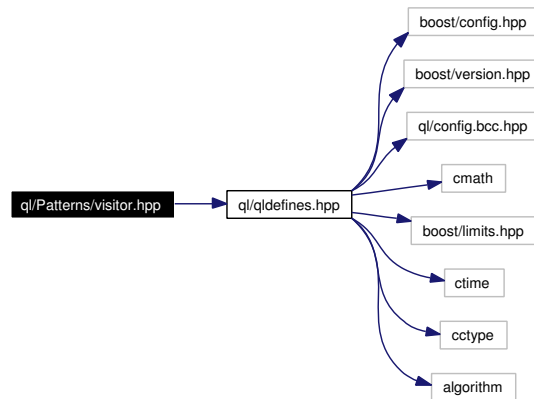 boost/config.hpp
boost/version.hpp
ql/config.bcc.hpp
cmath
ql/Patterns/visitor.hpp
ql/qldefines.hpp
boost/limits.hpp
ctime
cctype
algorithm